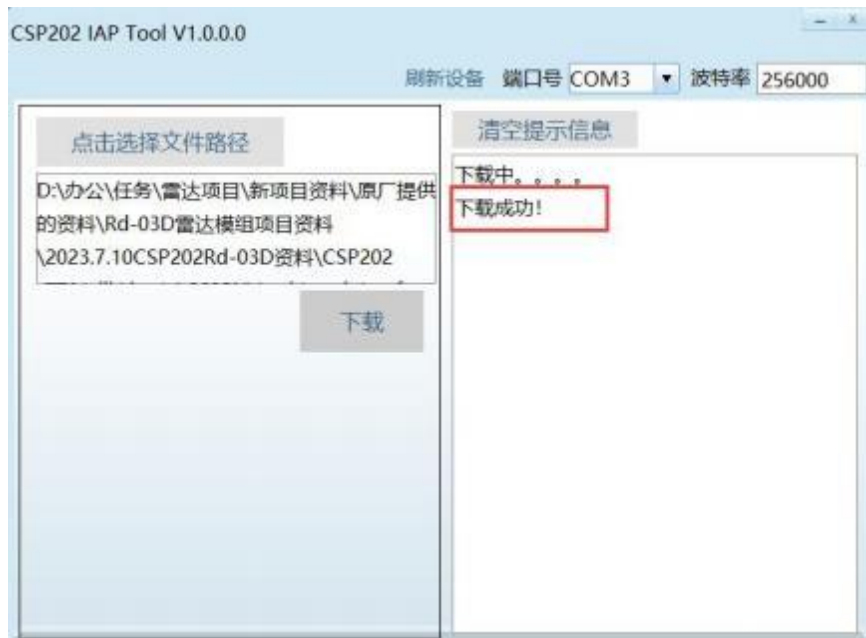 CSP202 IAP Tool V1.0.0.0
刷新设备 端口号 COM3 波特率 256000
点击选择文件路径
D:\办公\任务\雷达项目\新项目资料\原厂提供
的资料\Rd-03D雷达模组项目资料
\2023.7.10CSP202Rd-03D资料\CSP202
下载
清空提示信息
下载中。。。。
下载成功!